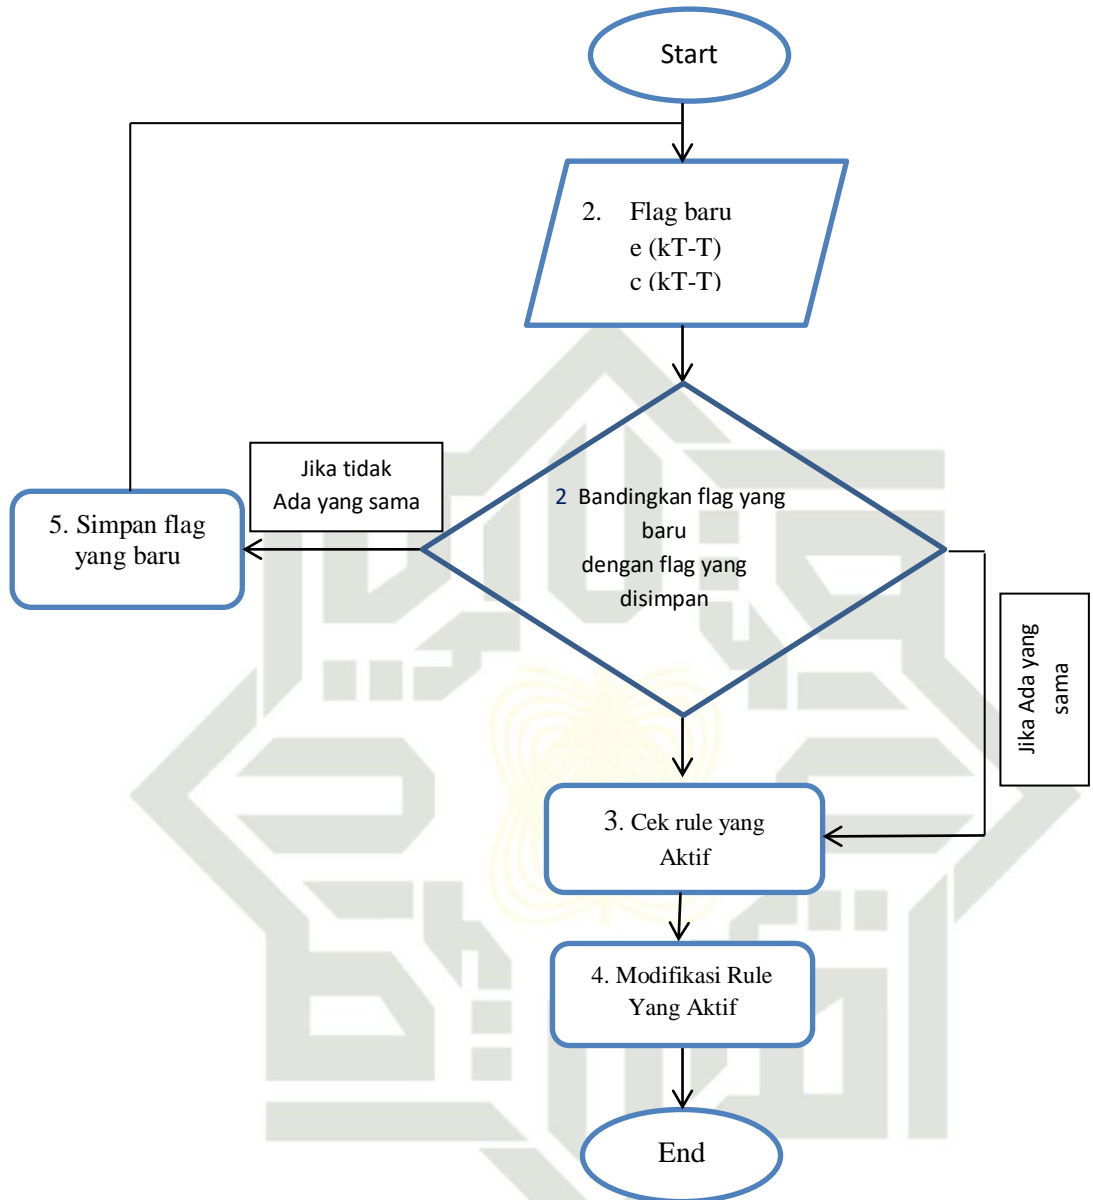 Start
2. Flag baru
e (kT-T)
c (kT-T)
Jika tidak
Ada yang sama
2 Bandingkan flag yang
baru
dengan flag yang
disimpan
5. Simpan flag
yang baru
Jika Ada yang
sama
3. Cek rule yang
Aktif
4. Modifikasi Rule
Yang Aktif
End